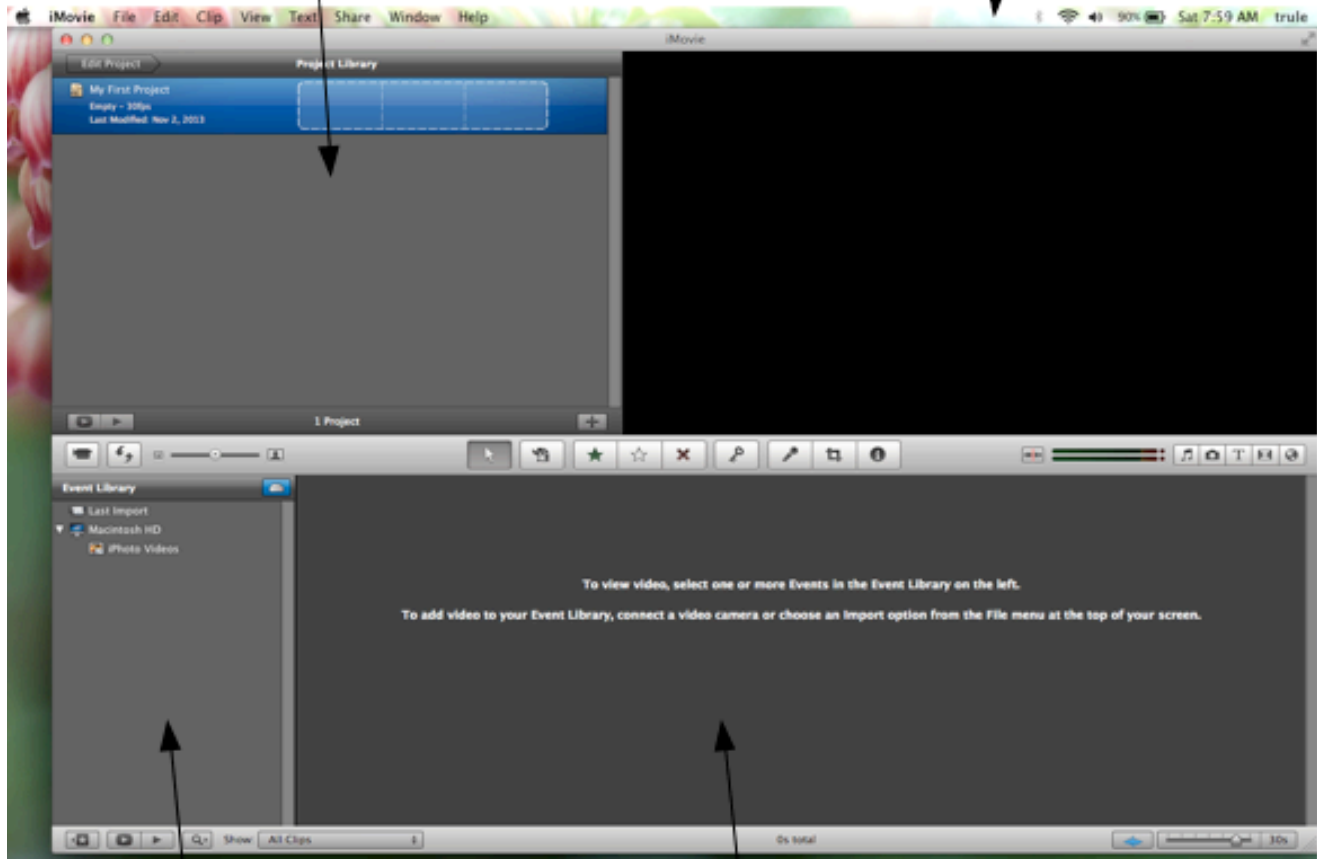 iMovie File Edit Clip View Text Share Window Help 90% Sat 7:59 AM trule
iMovie
Edit Project Project Library
My First Project
Empty - 30fps
Last Modified: Nov 2, 2013
1 Project
Event Library
Last Import
Macintosh HD
iPhoto Videos
To view video, select one or more Events in the Event Library on the left.
To add video to your Event Library, connect a video camera or choose an Import option from the File menu at the top of your screen.
Show All Clips 0s total 30s